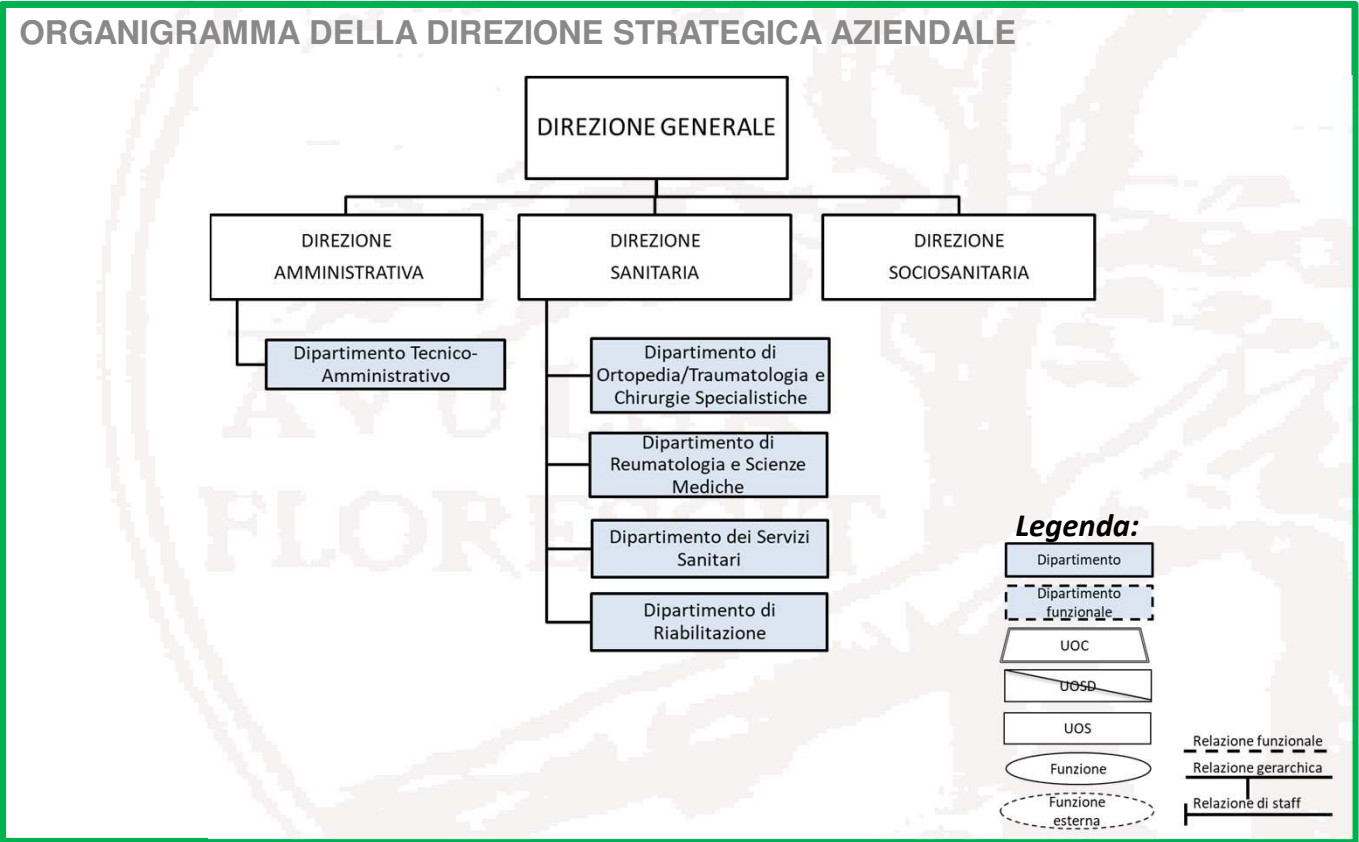 ORGANIGRAMMA DELLA DIREZIONE STRATEGICA AZIENDALE
DIREZIONE GENERALE
DIREZIONE
AMMINISTRATIVA
DIREZIONE
SANITARIA
DIREZIONE
SOCIOSANITARIA
Dipartimento Tecnico-
Amministrativo
Dipartimento di
Ortopedia/Traumatologia e
Chirurgie Specialistiche
Dipartimento di
Reumatologia e Scienze
Mediche
Dipartimento dei Servizi
Sanitari
Dipartimento di
Riabilitazione
AVULSA
FLORESCIT
Legenda:
Dipartimento
Dipartimento
funzionale
UOC
UOSD
UOS
Funzione
Funzione
esterna
Relazione funzionale
Relazione gerarchica
Relazione di staff